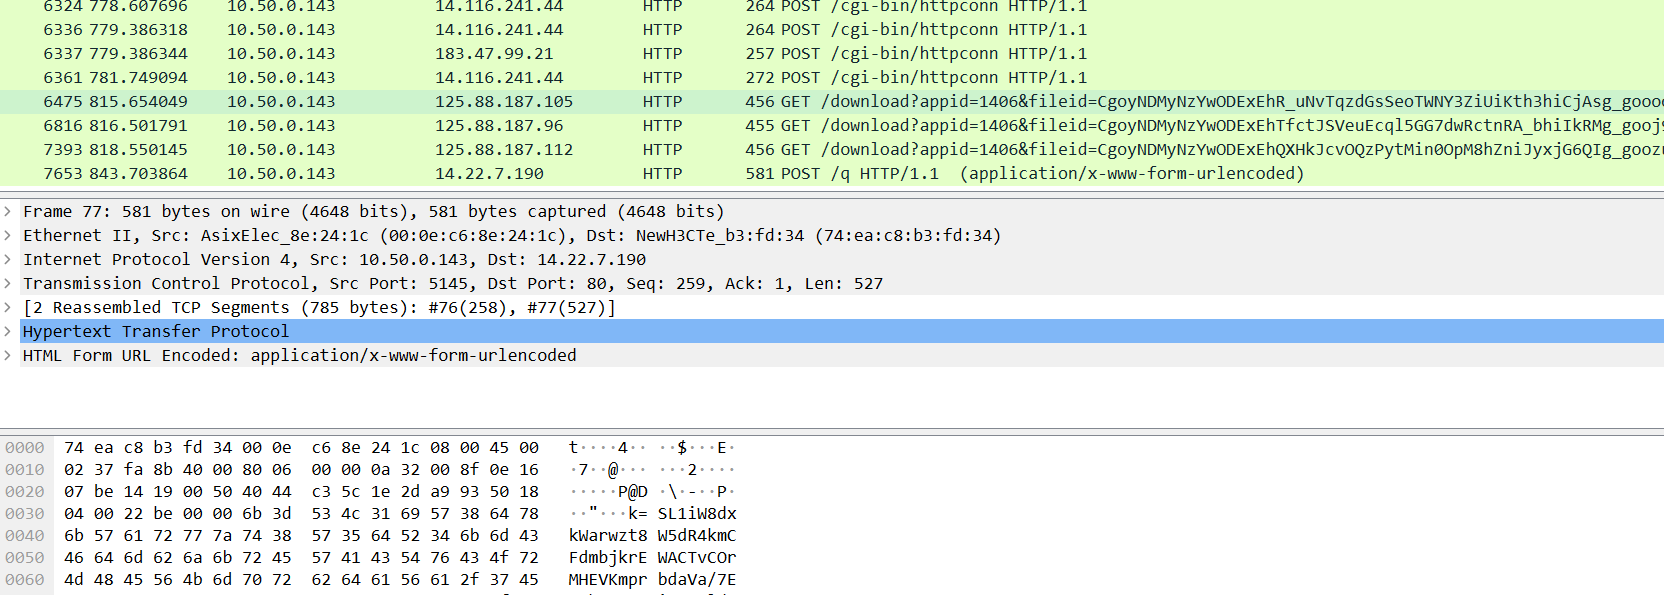 6324 778.607696 10.50.0.143 14.116.241.44 HTTP 264 POST /cgi-bin/httpconn HTTP/1.1
6336 779.386318 10.50.0.143 14.116.241.44 HTTP 264 POST /cgi-bin/httpconn HTTP/1.1
6337 779.386344 10.50.0.143 183.47.99.21 HTTP 257 POST /cgi-bin/httpconn HTTP/1.1
6361 781.749094 10.50.0.143 14.116.241.44 HTTP 272 POST /cgi-bin/httpconn HTTP/1.1
6475 815.654049 10.50.0.143 125.88.187.105 HTTP 456 GET /download?appid=1406&fileid=CgoyNDMyNzYwODExEhR_uNvTqzdGsSeoTWNY3ZiUiKth3hiCjAsg_gooo
6816 816.501791 10.50.0.143 125.88.187.96 HTTP 455 GET /download?appid=1406&fileid=CgoyNDMyNzYwODExEhTfctJSVeuEcql5GG7dwRctnRA_bhiIkRMg_gooj9
7393 818.550145 10.50.0.143 125.88.187.112 HTTP 456 GET /download?appid=1406&fileid=CgoyNDMyNzYwODExEhQXHkJcvOQzPytMin0OpM8hZniJyxjG6QIg_gooz
7653 843.703864 10.50.0.143 14.22.7.190 HTTP 581 POST /q HTTP/1.1 (application/x-www-form-urlencoded)
Frame 77: 581 bytes on wire (4648 bits), 581 bytes captured (4648 bits)
Ethernet II, Src: AsixElec_8e:24:1c (00:0e:c6:8e:24:1c), Dst: NewH3CTe_b3:fd:34 (74:ea:c8:b3:fd:34)
Internet Protocol Version 4, Src: 10.50.0.143, Dst: 14.22.7.190
Transmission Control Protocol, Src Port: 5145, Dst Port: 80, Seq: 259, Ack: 1, Len: 527
[2 Reassembled TCP Segments (785 bytes): #76(258), #77(527)]
Hypertext Transfer Protocol
HTML Form URL Encoded: application/x-www-form-urlencoded
0000 74 ea c8 b3 fd 34 00 0e c6 8e 24 1c 08 00 45 00 t····4·· ··$···E·
0010 02 37 fa 8b 40 00 80 06 00 00 0a 32 00 8f 0e 16 ·7··@··· ···2····
0020 07 be 14 19 00 50 40 44 c3 5c 1e 2d a9 93 50 18 ·····P@D ·\·-··P·
0030 04 00 22 be 00 00 6b 3d 53 4c 31 69 57 38 64 78 ··"···k= SL1iW8dx
0040 6b 57 61 72 77 7a 74 38 57 35 64 52 34 6b 6d 43 kWarwzt8 W5dR4kmC
0050 46 64 6d 62 6a 6b 72 45 57 41 43 54 76 43 4f 72 FdmbjkrE WACTvCOr
0060 4d 48 45 56 4b 6d 70 72 62 64 61 56 61 2f 37 45 MHEVKmpr bdaVa/7E